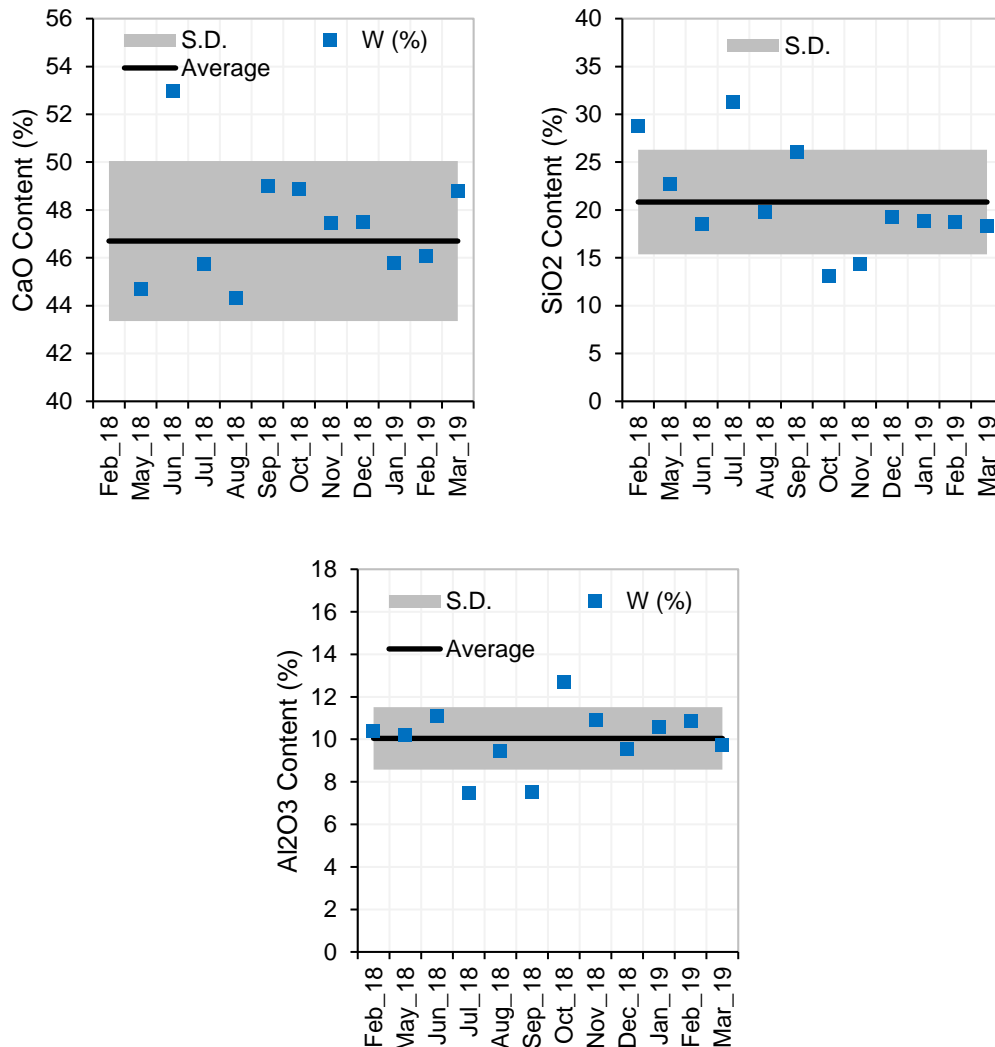 56
54
52
50
48
46
44
42
40
CaO Content (%)
S.D.
W (%)
Average
Feb_18
May_18
Jun_18
Jul_18
Aug_18
Sep_18
Oct_18
Nov_18
Dec_18
Jan_19
Feb_19
Mar_19
40
35
30
25
20
15
10
5
0
SiO2 Content (%)
S.D.
Feb_18
May_18
Jun_18
Jul_18
Aug_18
Sep_18
Oct_18
Nov_18
Dec_18
Jan_19
Feb_19
Mar_19
18
16
14
12
10
8
6
4
2
0
Al2O3 Content (%)
S.D.
W (%)
Average
Feb_18
May_18
Jun_18
Jul_18
Aug_18
Sep_18
Oct_18
Nov_18
Dec_18
Jan_19
Feb_19
Mar_19